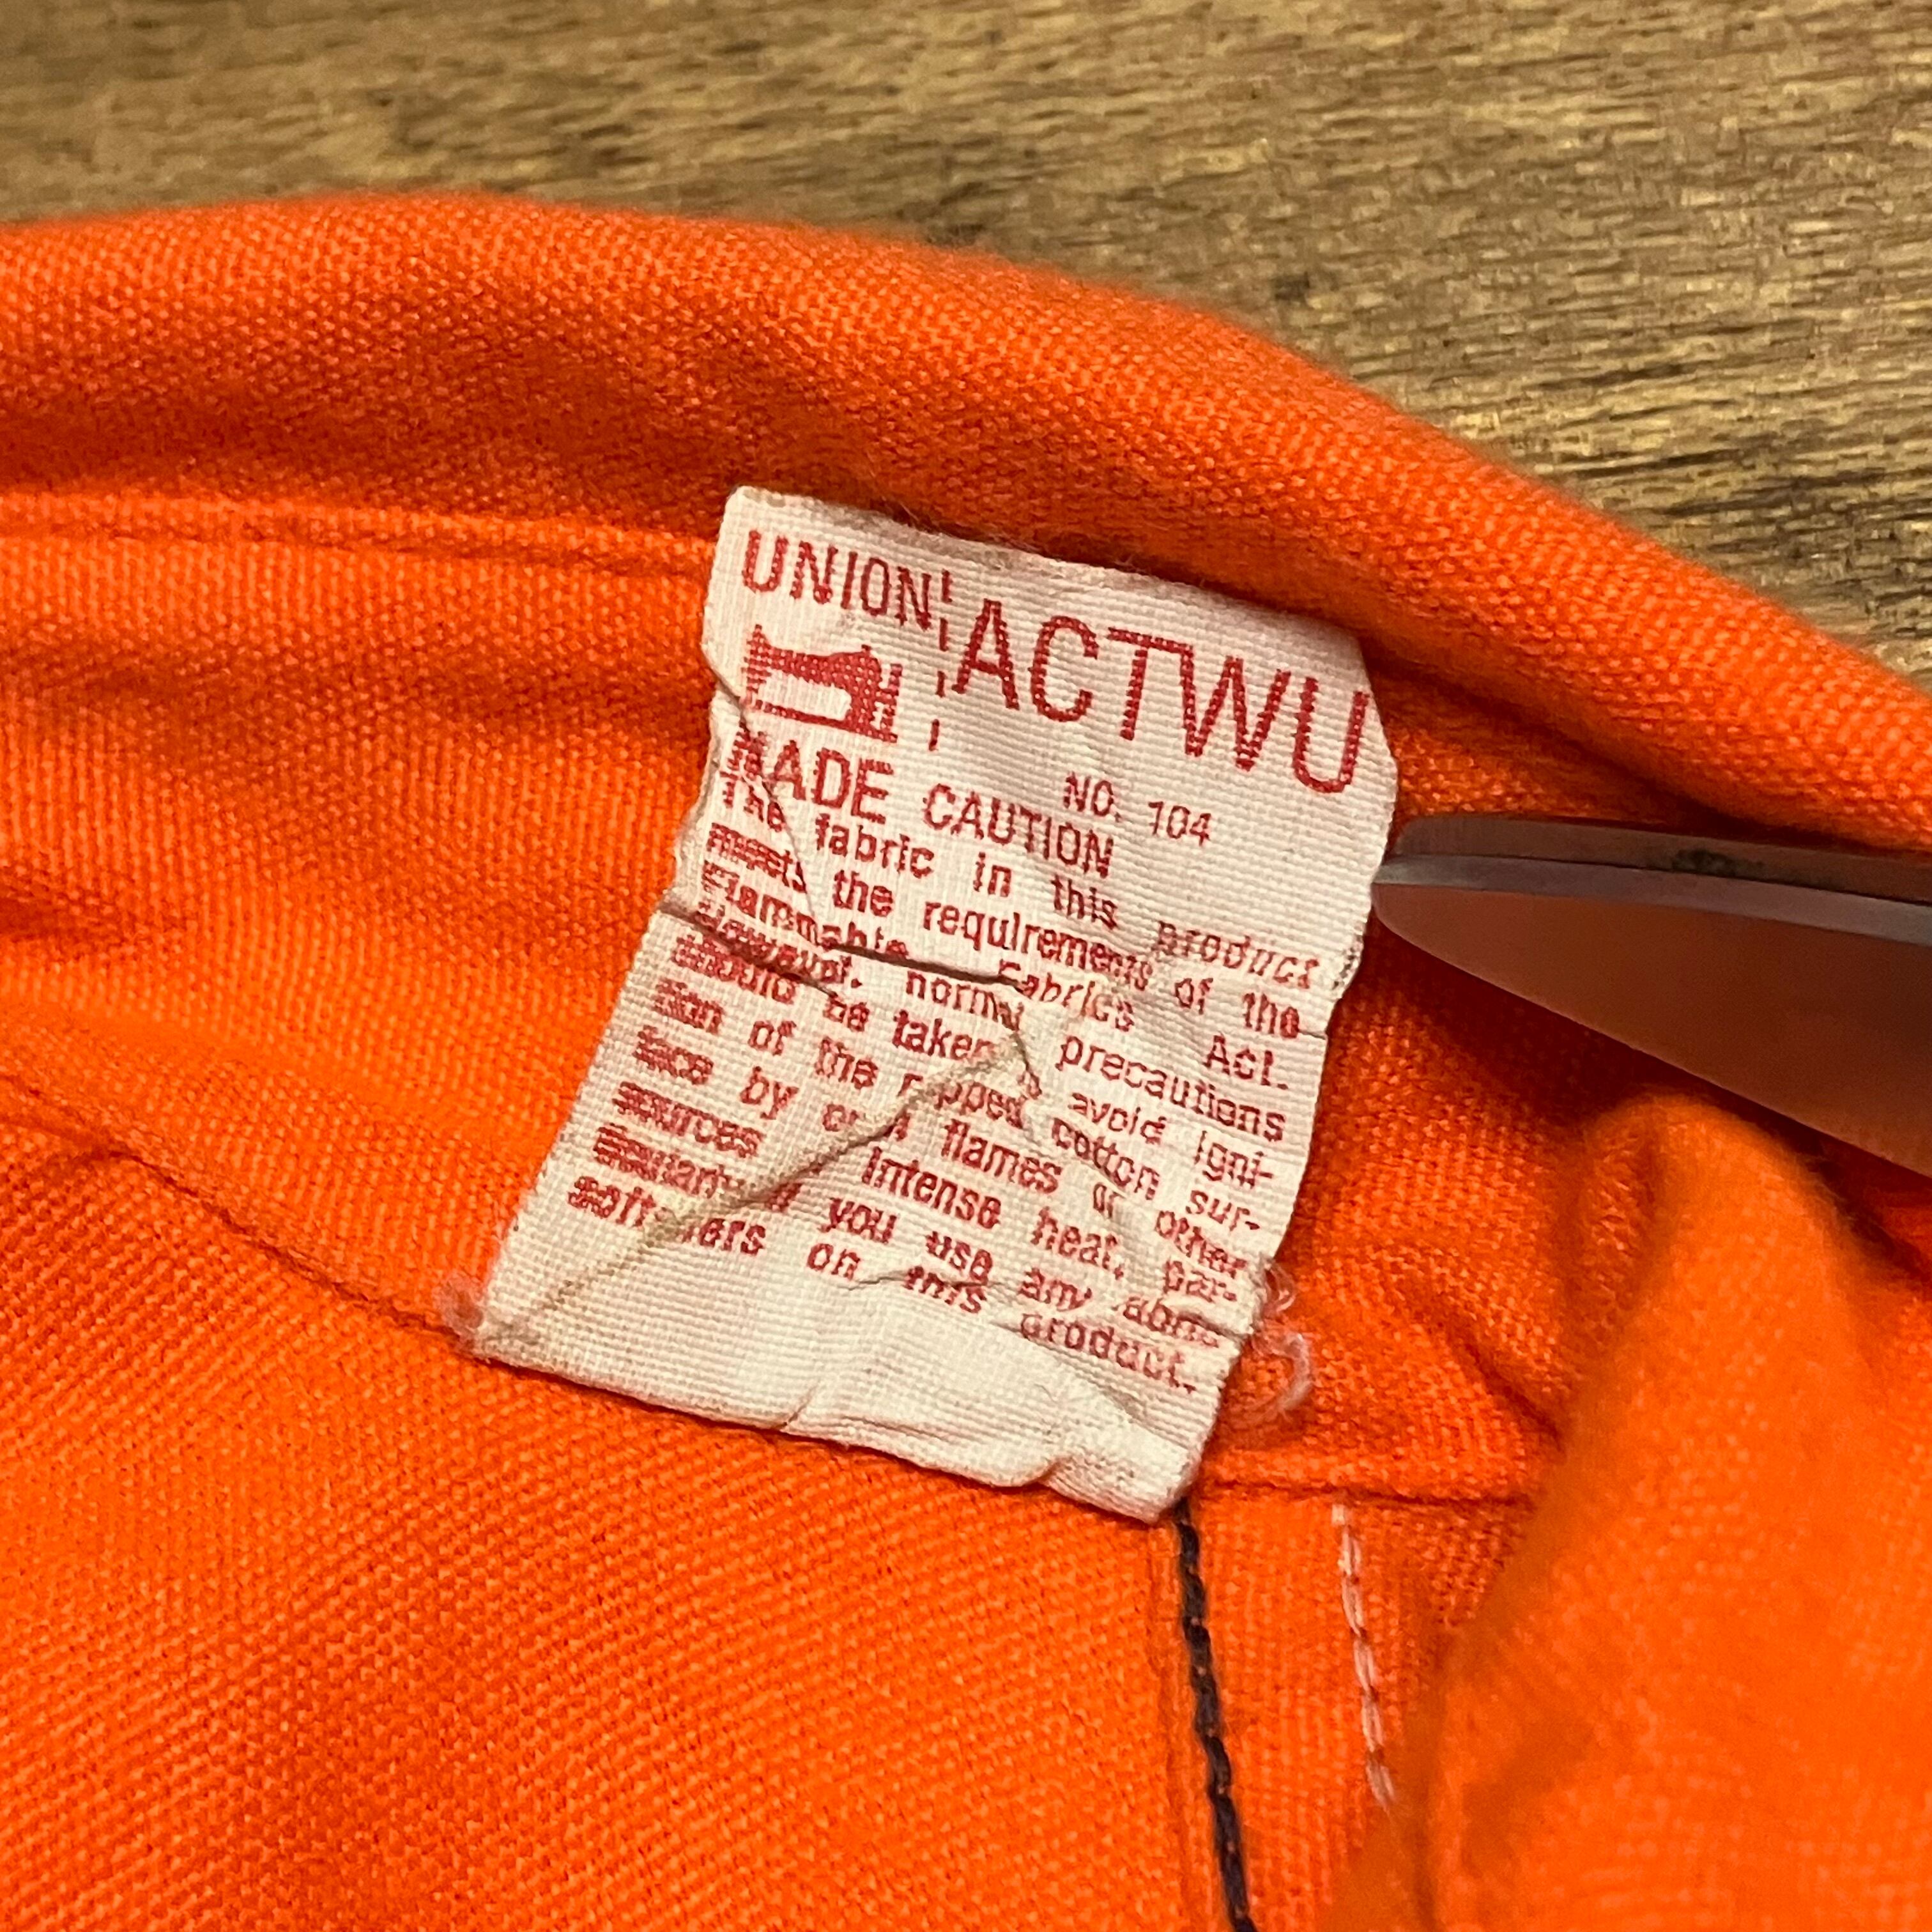 UNION
ACTWU
MADE
NO. 104
CAUTION
The fabric in this product
meets the requirements of the
Flammable Fabrics Act.
However, normal precautions
should be taken to avoid igni-
tion of the napped cotton sur-
face by open flames or other
sources of intense heat, par-
ticularly if you use any fabric
softeners on this product.